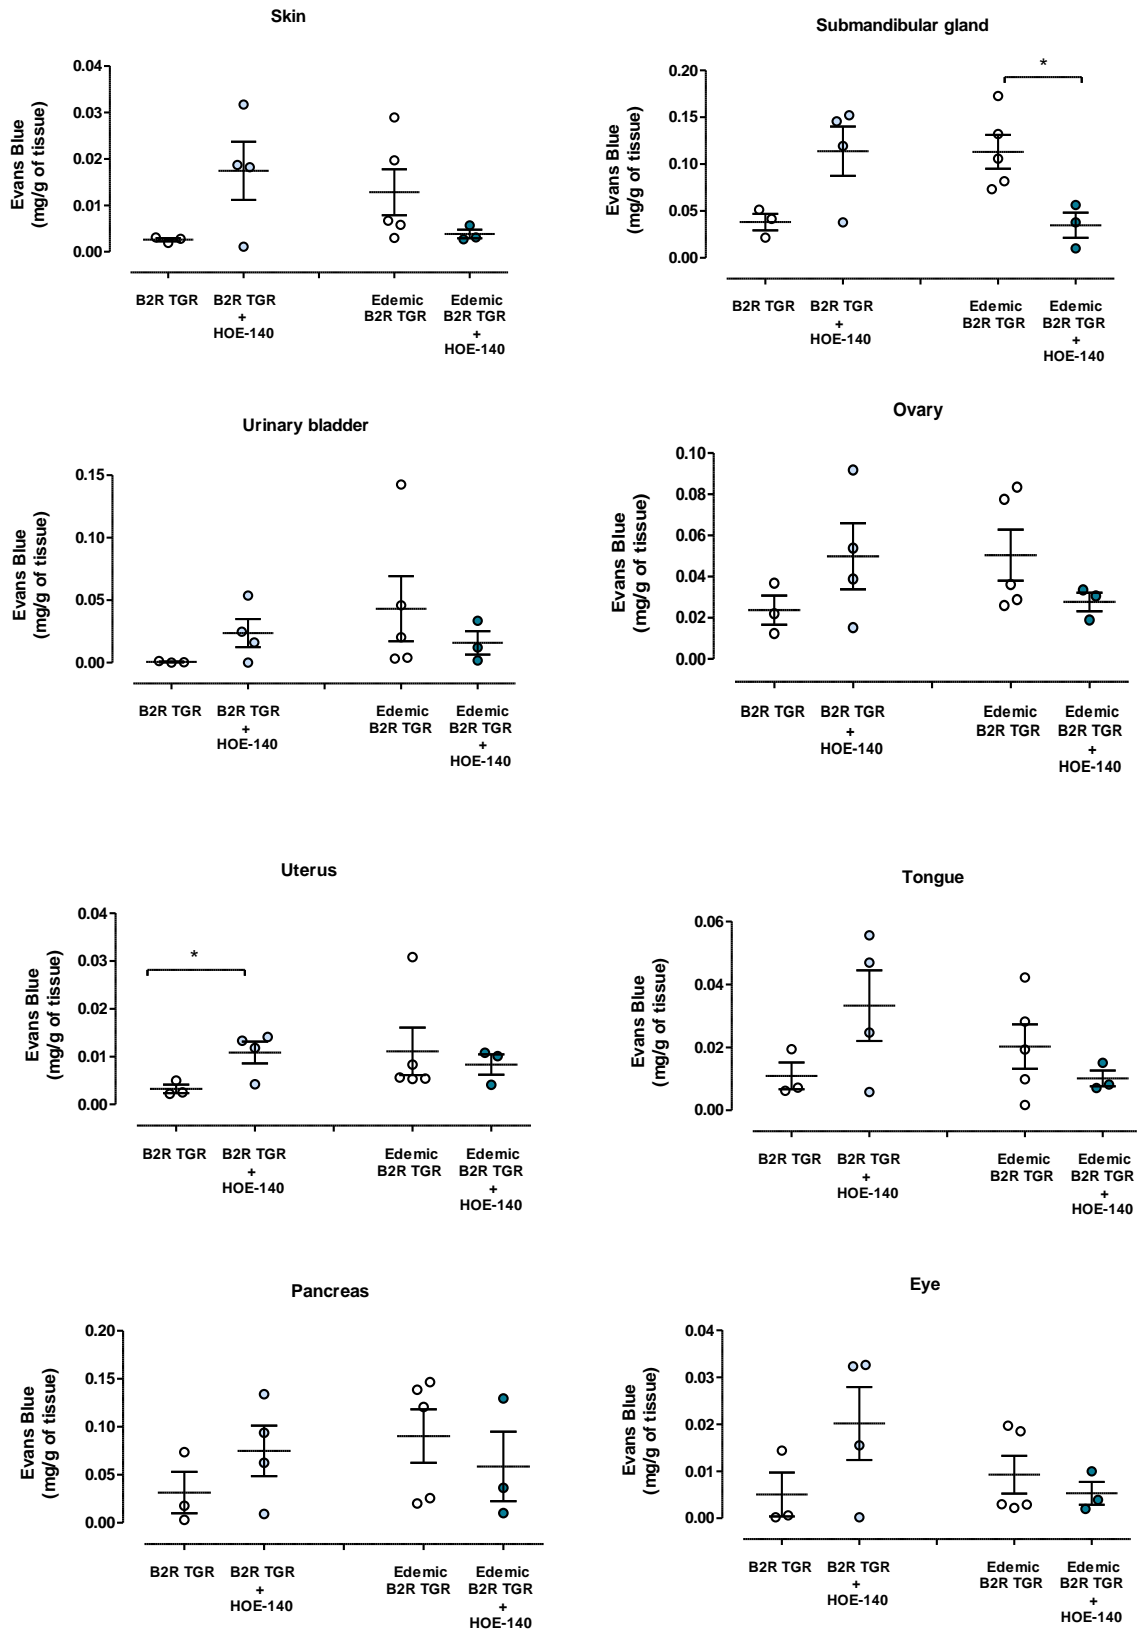 Skin
Evans Blue
(mg/g of tissue)
0.04
0.03
0.02
0.01
0.00
B2R TGR
B2R TGR
+
HOE-140
Edemic
B2R TGR
Edemic
B2R TGR
+
HOE-140
Submandibular gland
Evans Blue
(mg/g of tissue)
0.20
0.15
0.10
0.05
0.00
*
B2R TGR
B2R TGR
+
HOE-140
Edemic
B2R TGR
Edemic
B2R TGR
+
HOE-140
Urinary bladder
Evans Blue
(mg/g of tissue)
0.15
0.10
0.05
0.00
B2R TGR
B2R TGR
+
HOE-140
Edemic
B2R TGR
Edemic
B2R TGR
+
HOE-140
Ovary
Evans Blue
(mg/g of tissue)
0.10
0.08
0.06
0.04
0.02
0.00
B2R TGR
B2R TGR
+
HOE-140
Edemic
B2R TGR
Edemic
B2R TGR
+
HOE-140
Uterus
Evans Blue
(mg/g of tissue)
0.04
0.03
0.02
0.01
0.00
*
B2R TGR
B2R TGR
+
HOE-140
Edemic
B2R TGR
Edemic
B2R TGR
+
HOE-140
Tongue
Evans Blue
(mg/g of tissue)
0.06
0.04
0.02
0.00
B2R TGR
B2R TGR
+
HOE-140
Edemic
B2R TGR
Edemic
B2R TGR
+
HOE-140
Pancreas
Evans Blue
(mg/g of tissue)
0.20
0.15
0.10
0.05
0.00
B2R TGR
B2R TGR
+
HOE-140
Edemic
B2R TGR
Edemic
B2R TGR
+
HOE-140
Eye
Evans Blue
(mg/g of tissue)
0.04
0.03
0.02
0.01
0.00
B2R TGR
B2R TGR
+
HOE-140
Edemic
B2R TGR
Edemic
B2R TGR
+
HOE-140